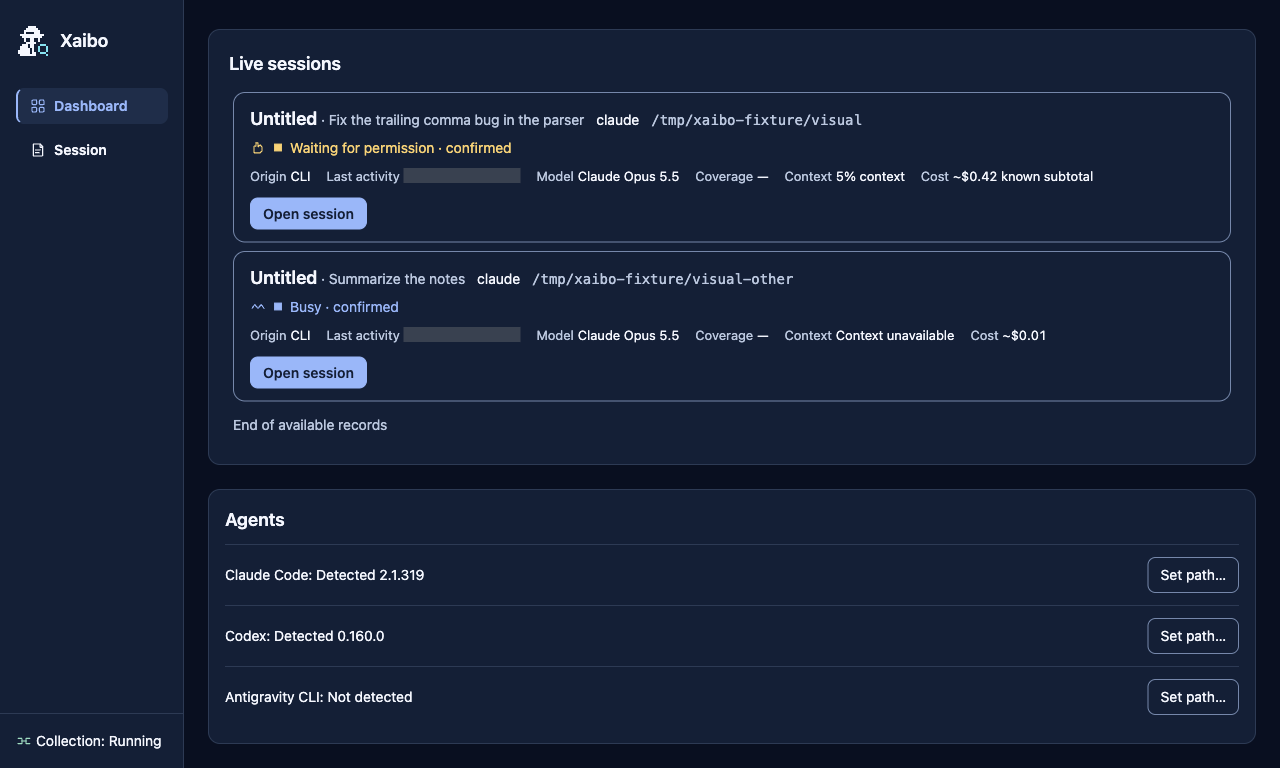 Xaibo
Dashboard
Session
Collection: Running
Live sessions
Untitled · Fix the trailing comma bug in the parser claude /tmp/xaibo-fixture/visual
Waiting for permission · confirmed
Origin CLI Last activity Model Claude Opus 5.5 Coverage — Context 5% context Cost ~$0.42 known subtotal
Open session
Untitled · Summarize the notes claude /tmp/xaibo-fixture/visual-other
Busy · confirmed
Origin CLI Last activity Model Claude Opus 5.5 Coverage — Context Context unavailable Cost ~$0.01
Open session
End of available records
Agents
Claude Code: Detected 2.1.319 Set path...
Codex: Detected 0.160.0 Set path...
Antigravity CLI: Not detected Set path...